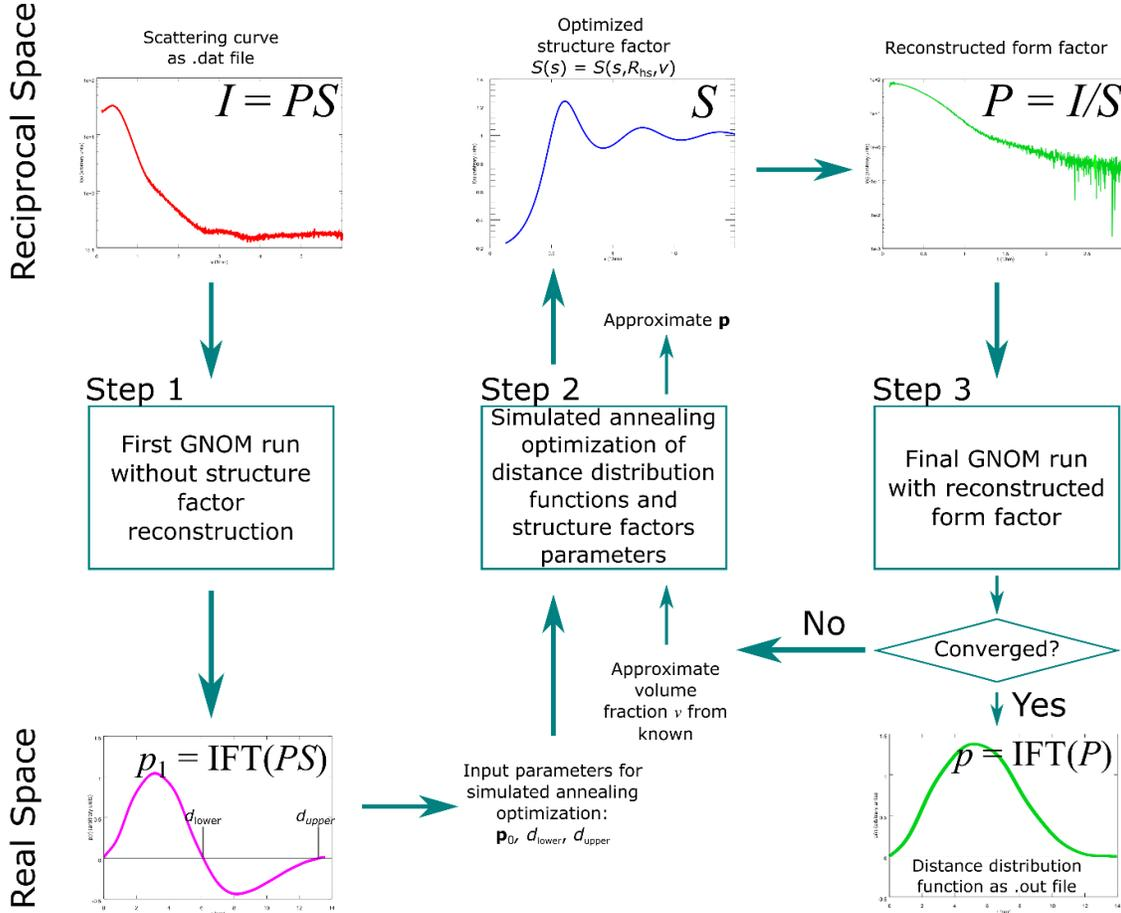 Reciprocal Space
Scattering curve
as .dat file
I = PS
Optimized
structure factor
S(s) = S(s,Rhs,v)
S
Reconstructed form factor
P = I/S
Approximate p
Step 1
First GNOM run
without structure
factor
reconstruction
Step 2
Simulated annealing
optimization of
distance distribution
functions and
structure factors
parameters
Step 3
Final GNOM run
with reconstructed
form factor
No
Converged?
Yes
Approximate
volume
fraction v from
known
Real Space
p1 = IFT(PS)
dlower
dupper
Input parameters for
simulated annealing
optimization:
p0, dlower, dupper
p = IFT(P)
Distance distribution
function as .out file